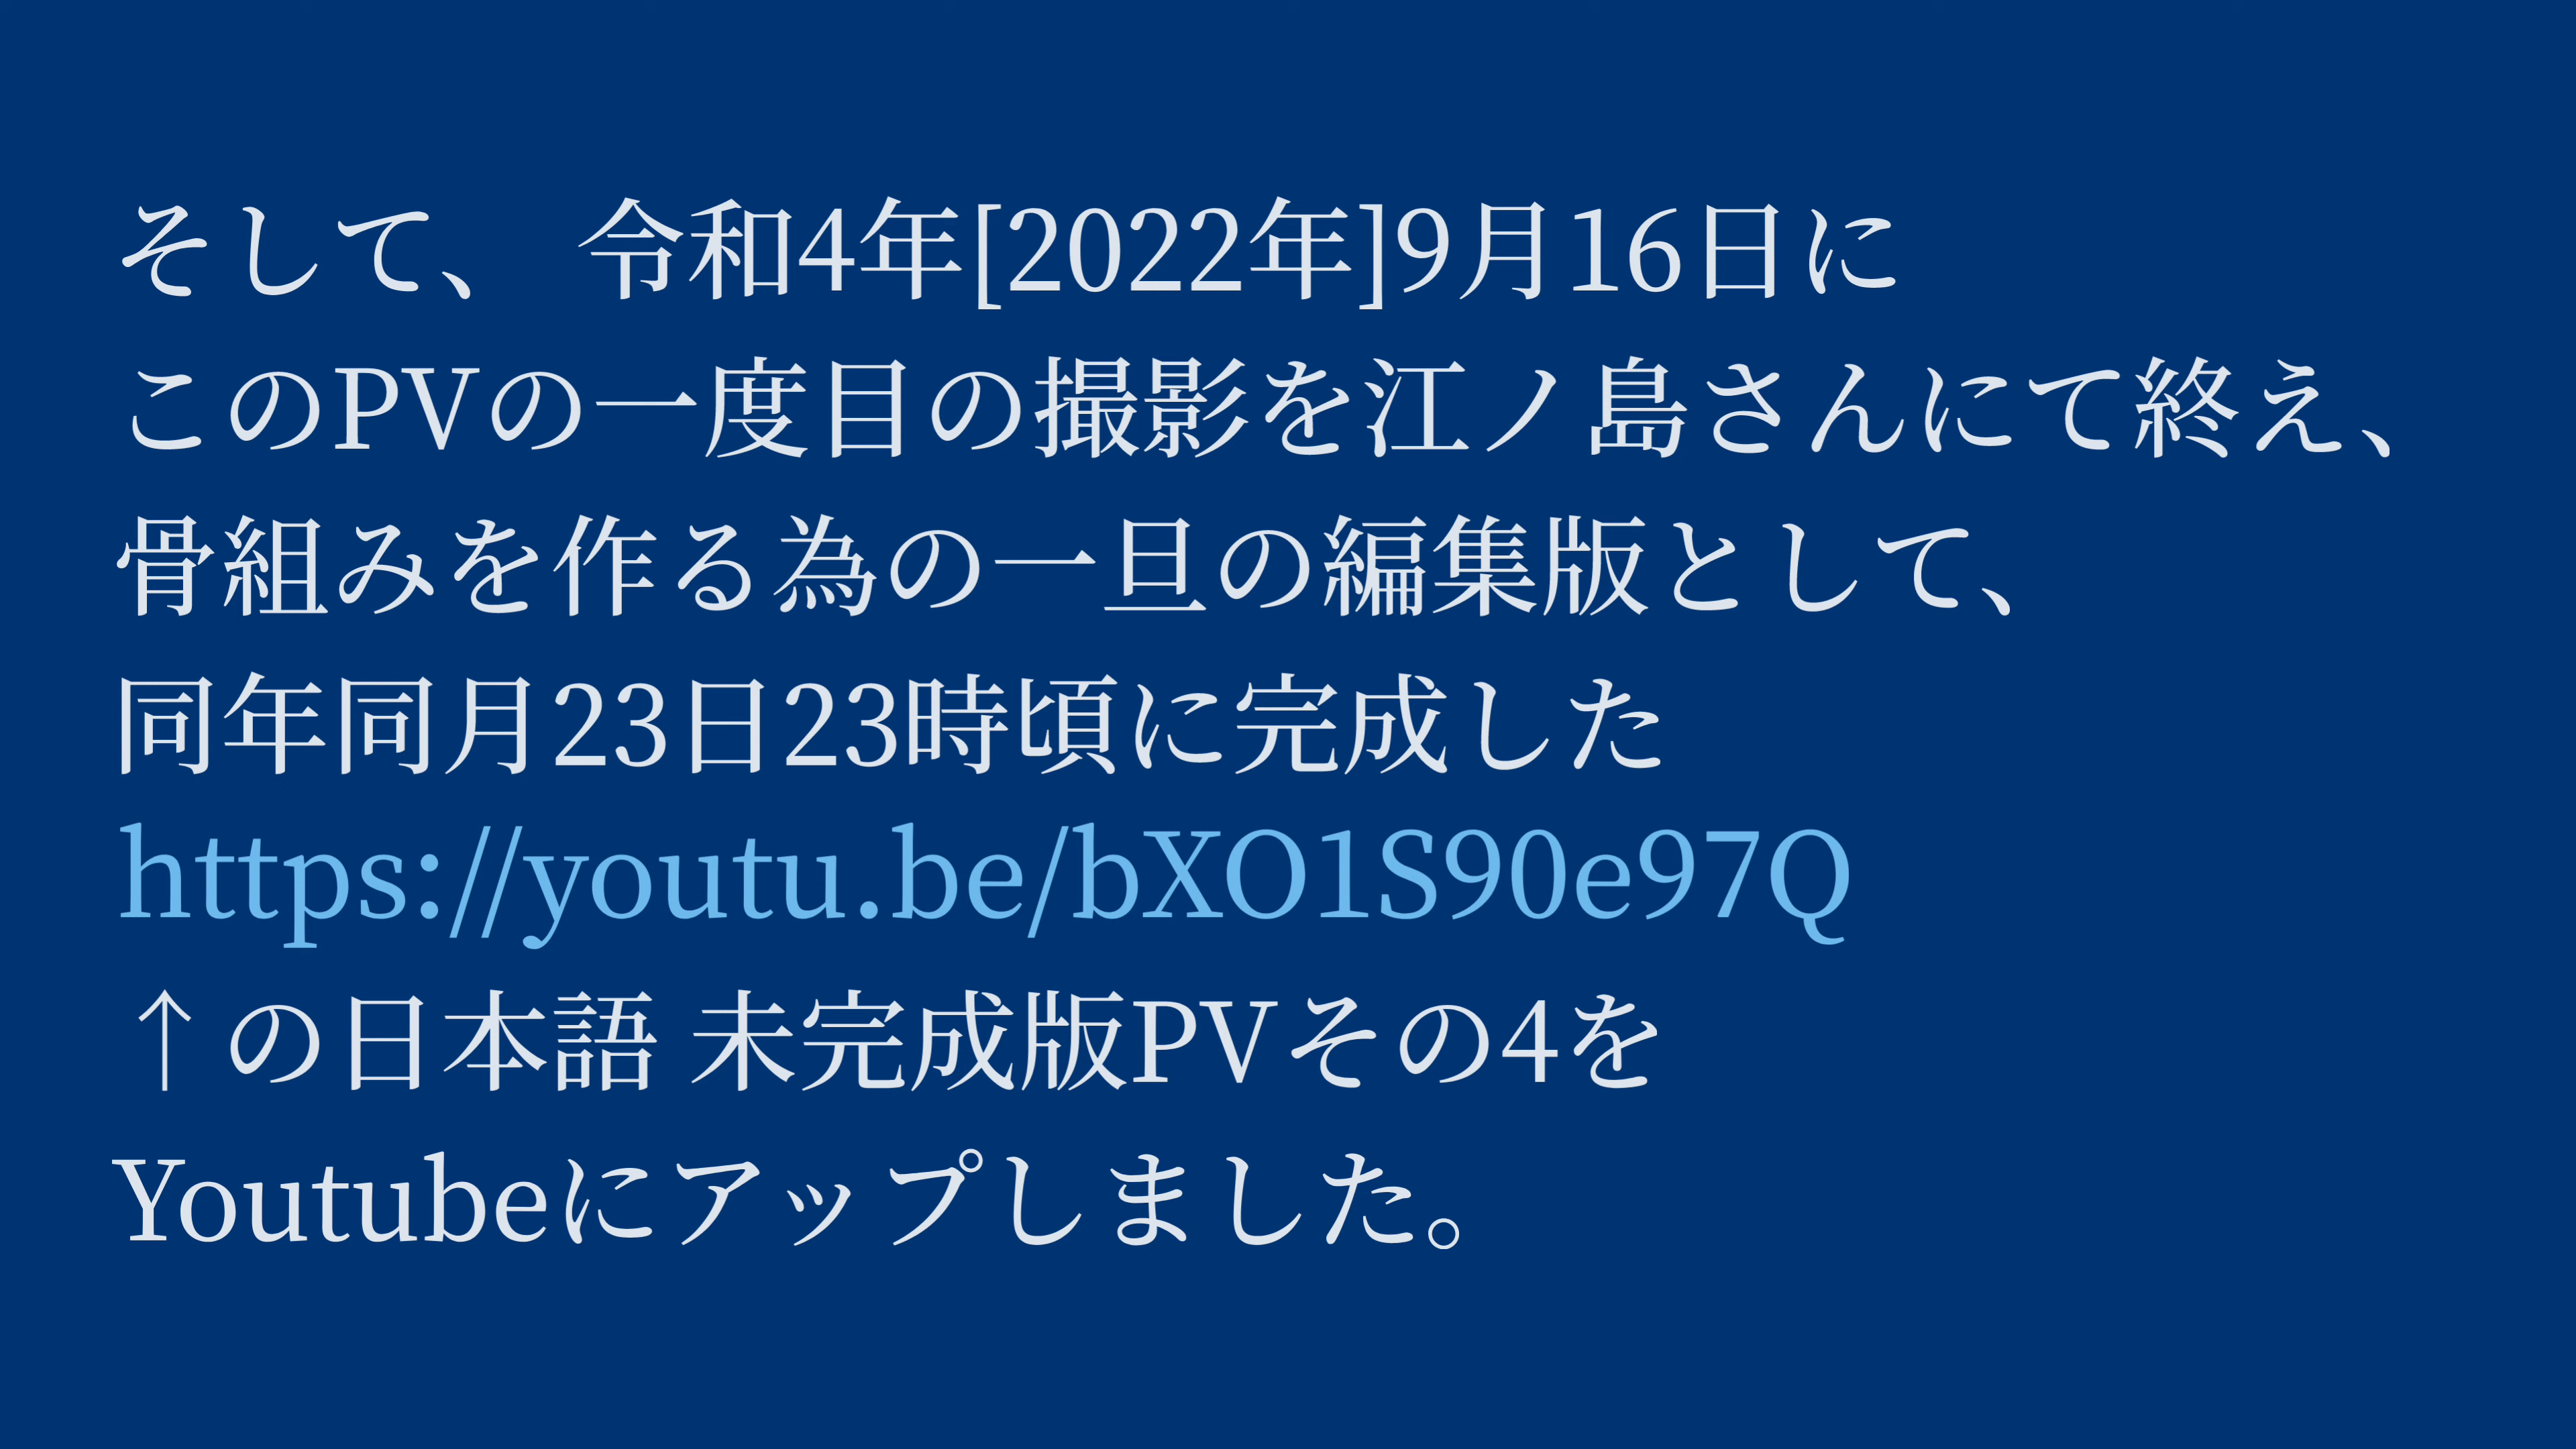 そして、　令和4年[2022年]9月16日に
このPVの一度目の撮影を江ノ島さんにて終え、
骨組みを作る為の一旦の編集版として、
同年同月23日23時頃に完成した
https://youtu.be/bXO1S90e97Q
↑の日本語 未完成版PVその4を
Youtubeにアップしました。